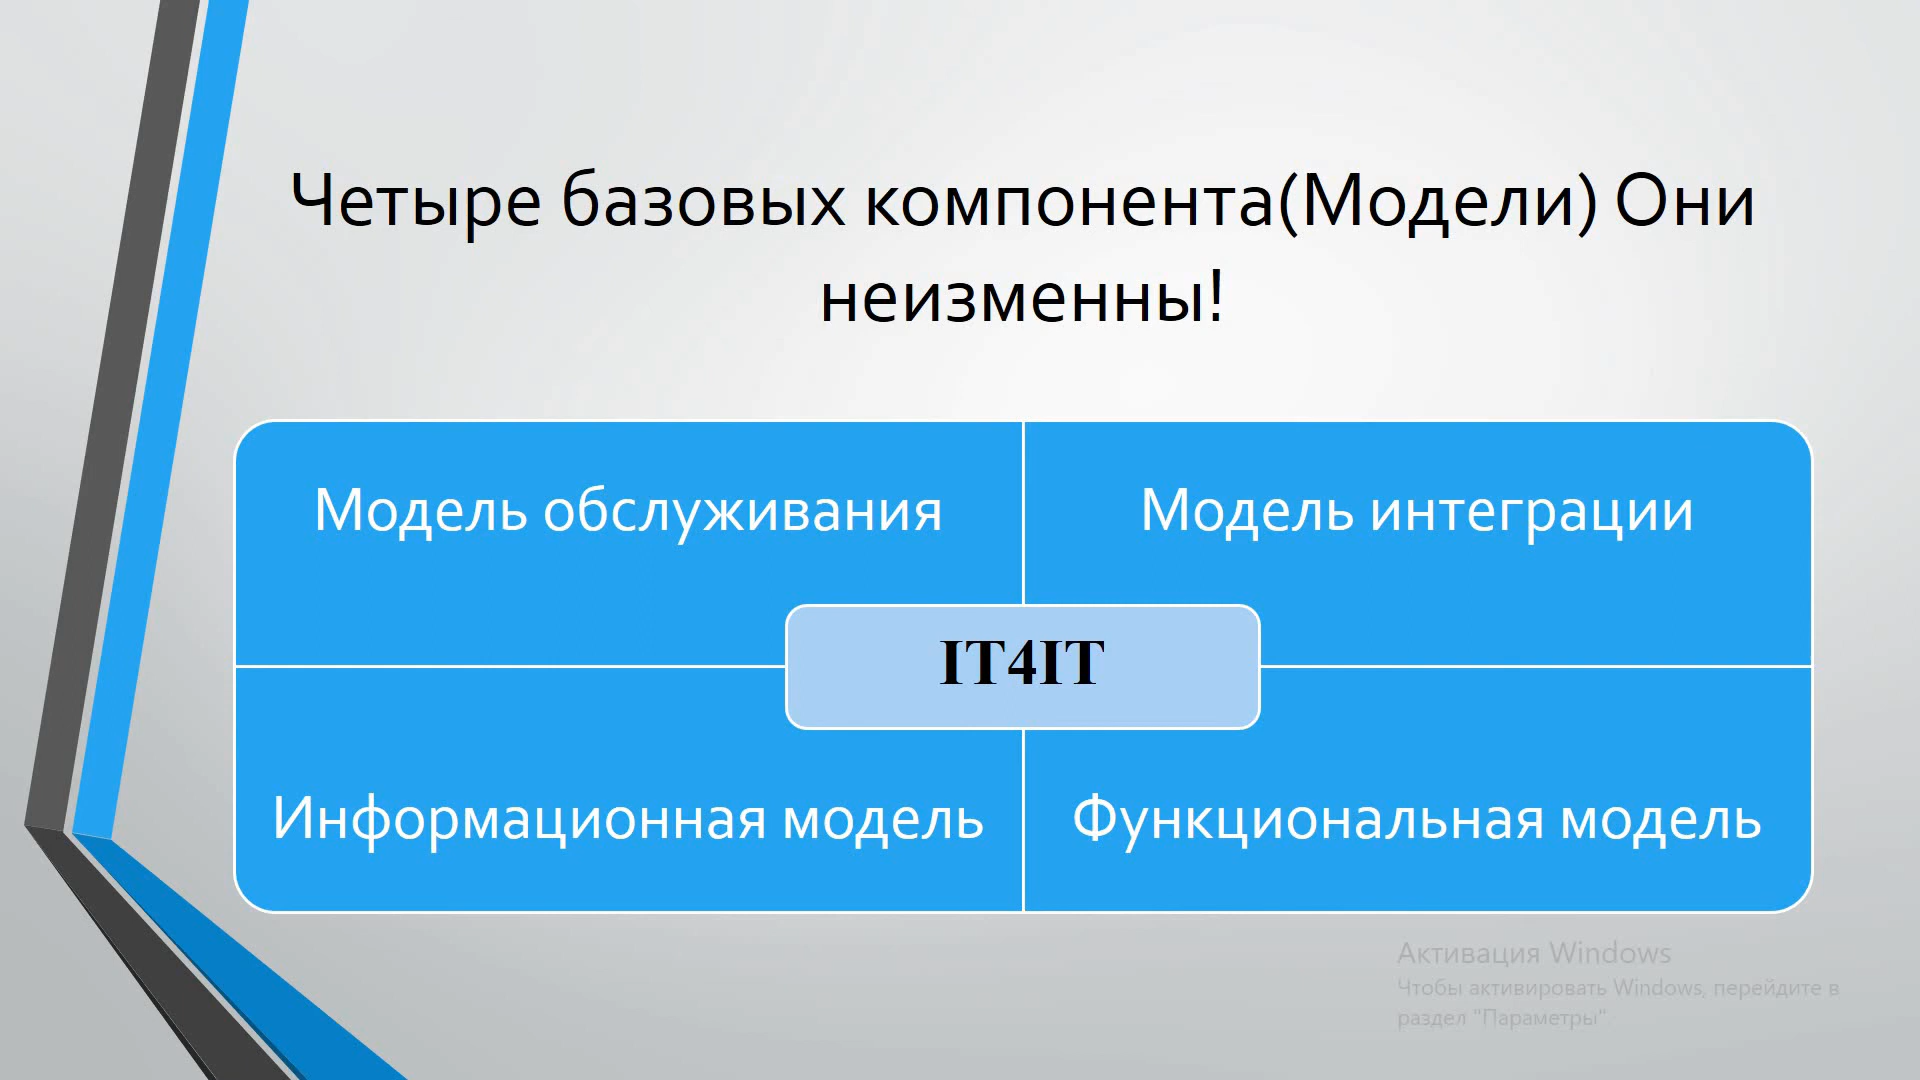 Четыре базовых компонента(Модели) Они
неизменны!
Модель обслуживания
Модель интеграции
IT4IT
Информационная модель
Функциональная модель
Активация Windows
Чтобы активировать Windows, перейдите в
раздел "Параметры".